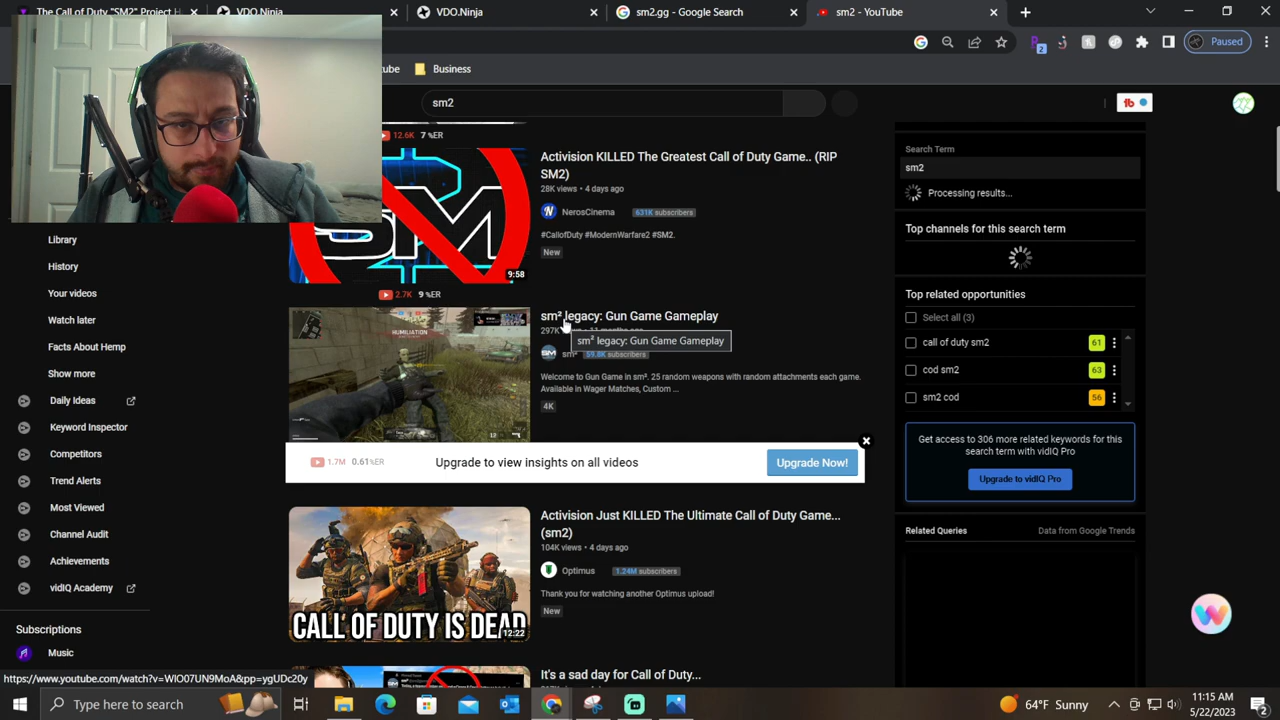 The Call of Duty "SM2" Project H
VDO.Ninja
VDO.Ninja
sm2.gg - Google Search
sm2 - YouTube
Paused
Business
sm2
12.6K 7 %ER
Activision KILLED The Greatest Call of Duty Game.. (RIP
SM2)
28K views • 4 days ago
NerosCinema 631K subscribers
#CallofDuty #ModernWarfare2 #SM2.
New
9:58
2.7K 9 %ER
sm² legacy: Gun Game Gameplay
297K
sm² legacy: Gun Game Gameplay
sm² 59.8K subscribers
Welcome to Gun Game in sm². 25 random weapons with random attachments each game.
Available in Wager Matches, Custom ...
4K
HUMILIATION
1.7M 0.61%ER
Upgrade to view insights on all videos
Upgrade Now!
Activision Just KILLED The Ultimate Call of Duty Game...
(sm2)
104K views • 4 days ago
Optimus 1.24M subscribers
Thank you for watching another Optimus upload!
New
CALL OF DUTY IS DEAD
12:22
It's a sad day for Call of Duty...
Library
History
Your videos
Watch later
Facts About Hemp
Show more
Daily Ideas
Keyword Inspector
Competitors
Trend Alerts
Most Viewed
Channel Audit
Achievements
vidIQ Academy
Subscriptions
Music
Search Term
sm2
Processing results...
Top channels for this search term
Top related opportunities
Select all (3)
call of duty sm2 61
cod sm2 63
sm2 cod 56
Get access to 306 more related keywords for this
search term with vidIQ Pro
Upgrade to vidIQ Pro
Related Queries Data from Google Trends
https://www.youtube.com/watch?v=WIO07UN9MoA&pp=ygUDc20y
Type here to search
64°F Sunny
11:15 AM
5/22/2023
2